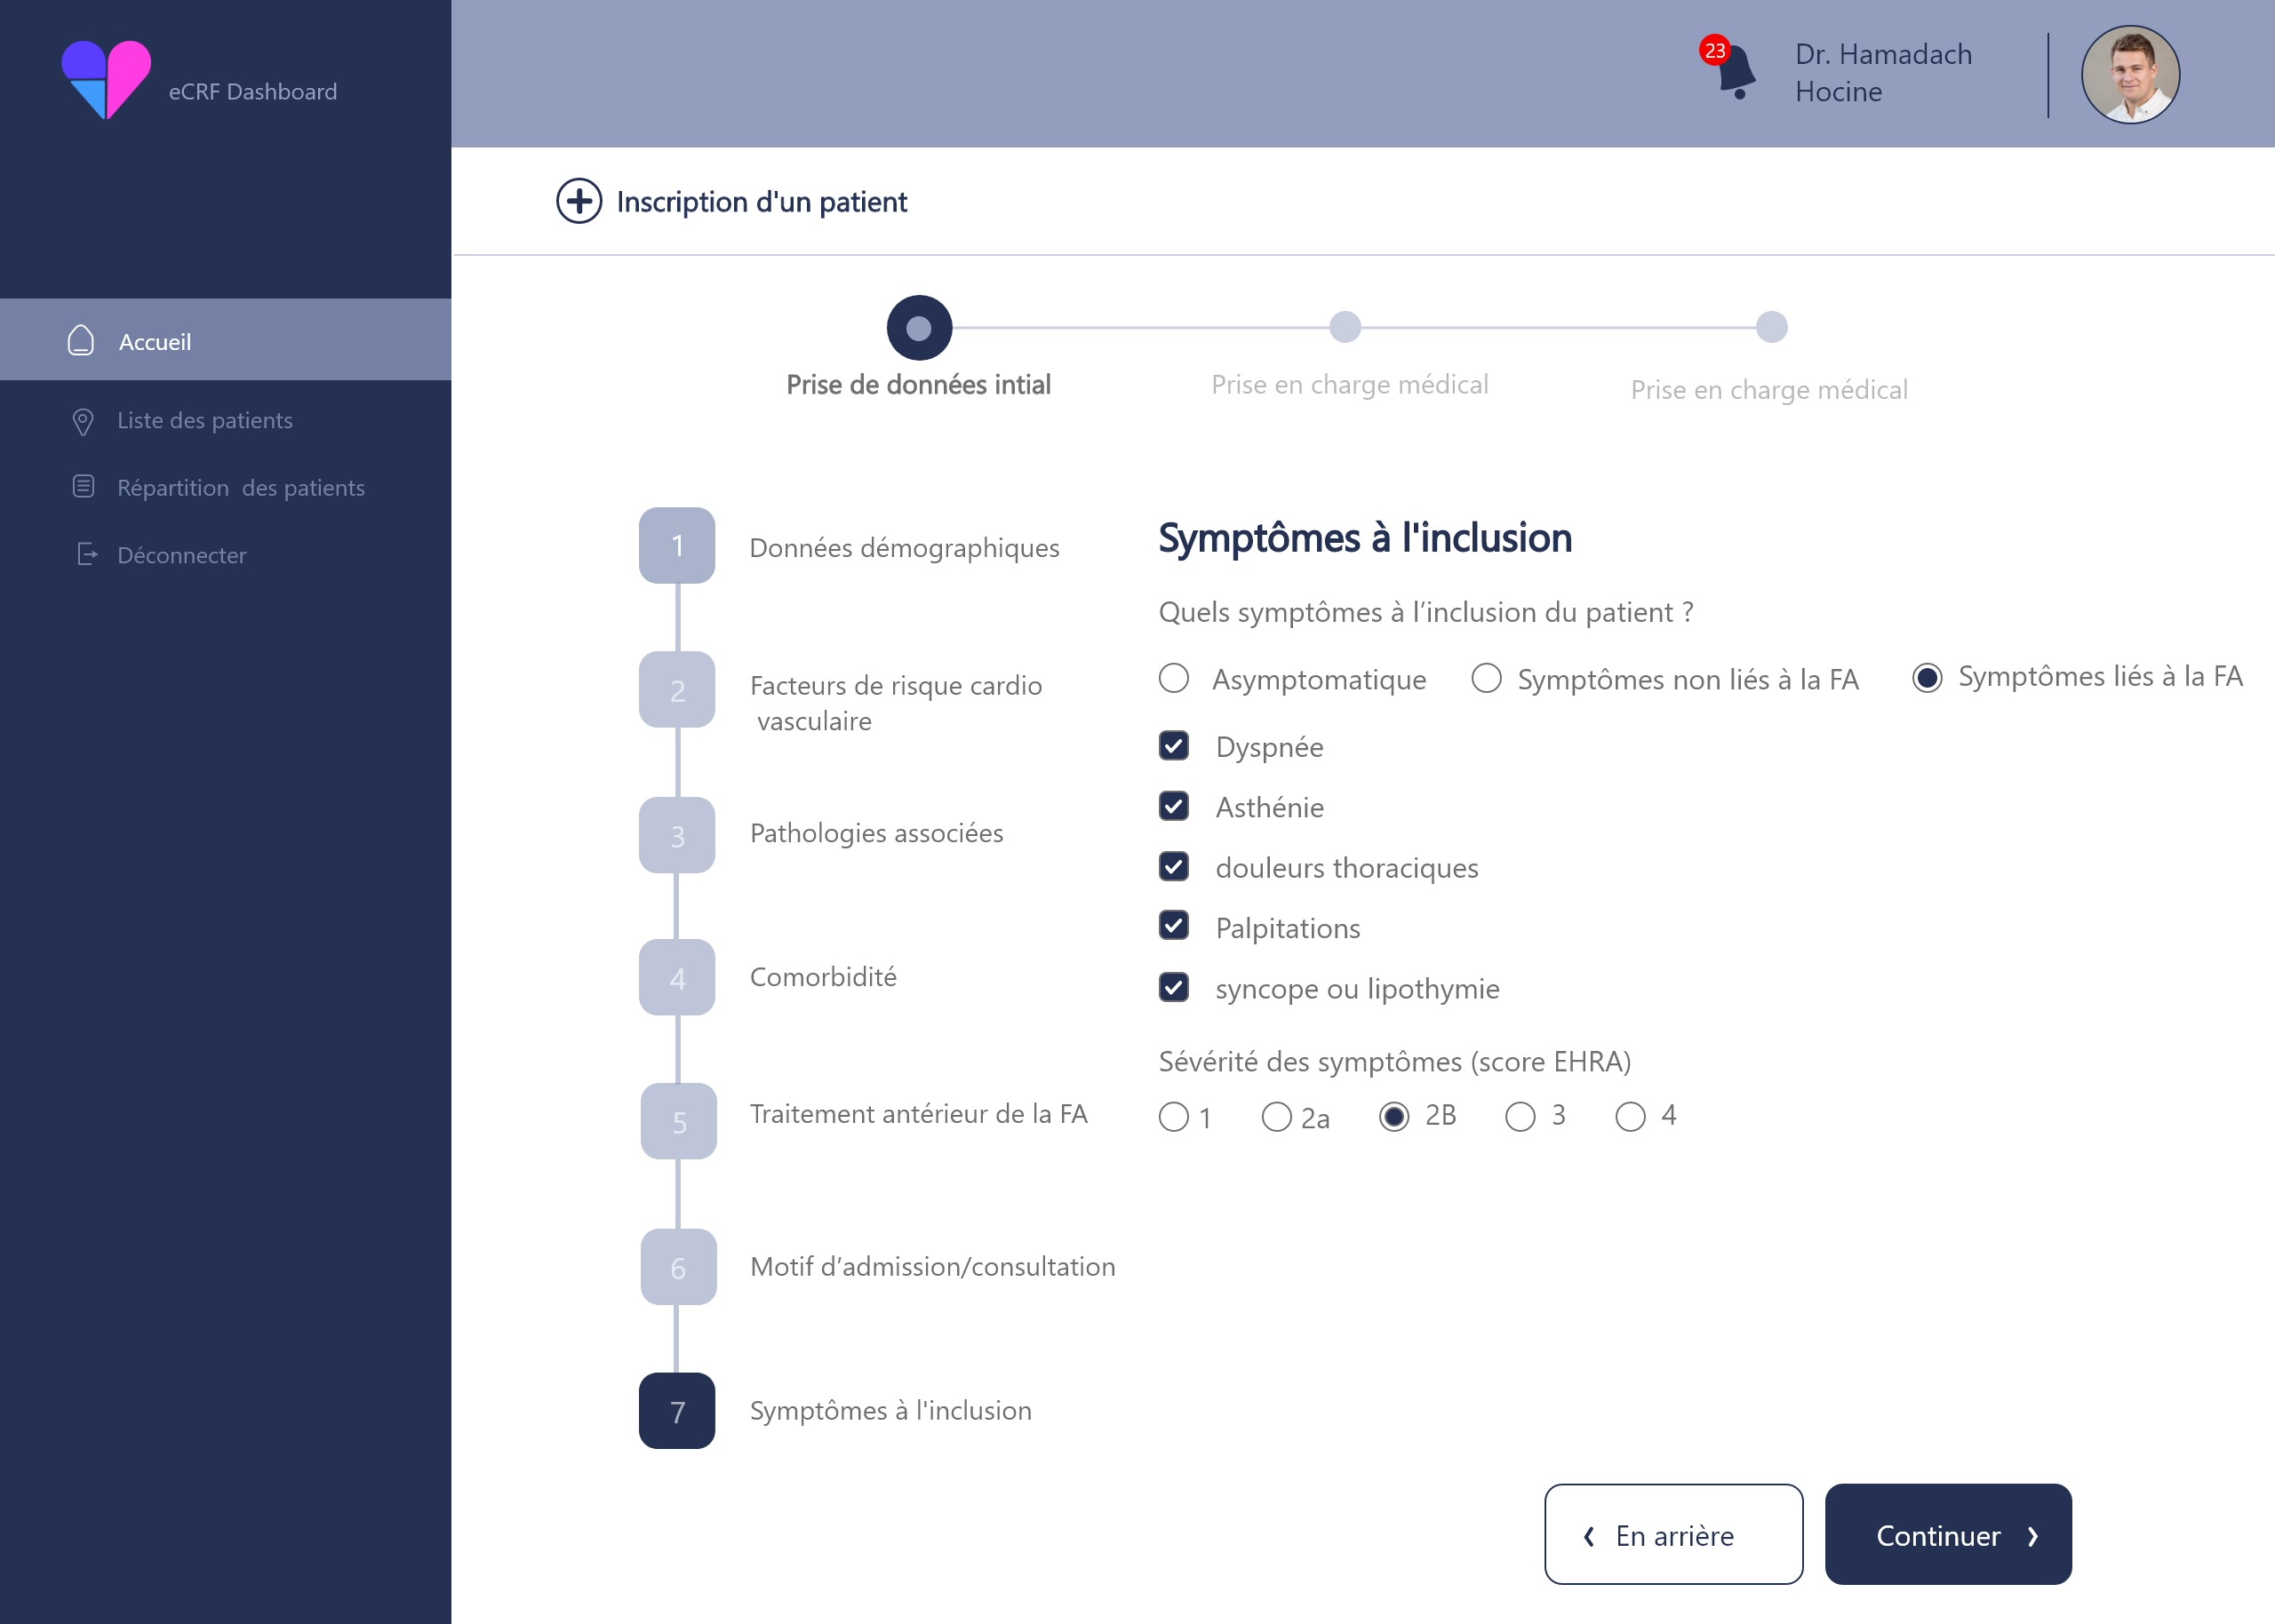 eCRF Dashboard
23
Dr. Hamadach
Hocine
Inscription d'un patient
Accueil
Liste des patients
Répartition  des patients
Déconnecter
Prise de données intial
Prise en charge médical
Prise en charge médical
1
Données démographiques
2
Facteurs de risque cardio
vasculaire
3
Pathologies associées
4
Comorbidité
5
Traitement antérieur de la FA
6
Motif d’admission/consultation
7
Symptômes à l'inclusion
Symptômes à l'inclusion
Quels symptômes à l’inclusion du patient ?
Asymptomatique
Symptômes non liés à la FA
Symptômes liés à la FA
Dyspnée
Asthénie
douleurs thoraciques
Palpitations
syncope ou lipothymie
Sévérité des symptômes (score EHRA)
1 2a 2B 3 4
En arrière
Continuer